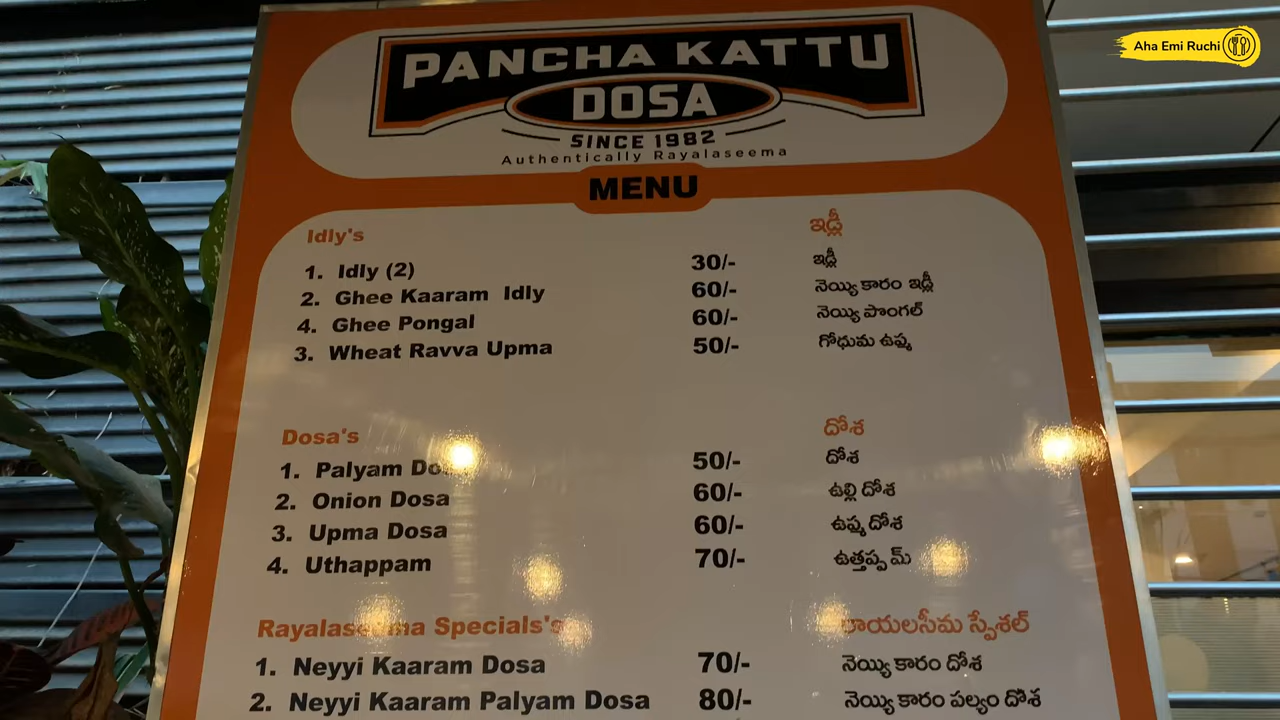 Aha Emi Ruchi
PANCHA KATTU
DOSA
SINCE 1982
Authentically Rayalaseema
MENU
Idly's ఇడ్లీ
1. Idly (2) 30/- ఇడ్లీ
2. Ghee Kaaram Idly 60/- నెయ్యి కారం ఇడ్లీ
4. Ghee Pongal 60/- నెయ్యి పొంగల్
3. Wheat Ravva Upma 50/- గోధుమ ఉప్మ
Dosa's దోశ
1. Palyam 50/- దోశ
2. Onion Dosa 60/- ఉల్లి దోశ
3. Upma Dosa 60/- ఉప్మ దోశ
4. Uthappam 70/- ఉత్తప్పమ్
Rayalaseema Specials's రాయలసీమ స్పేశల్
1. Neyyi Kaaram Dosa 70/- నెయ్యి కారం దోశ
2. Neyyi Kaaram Palyam Dosa 80/- నెయ్యి కారం పల్యం దొశ